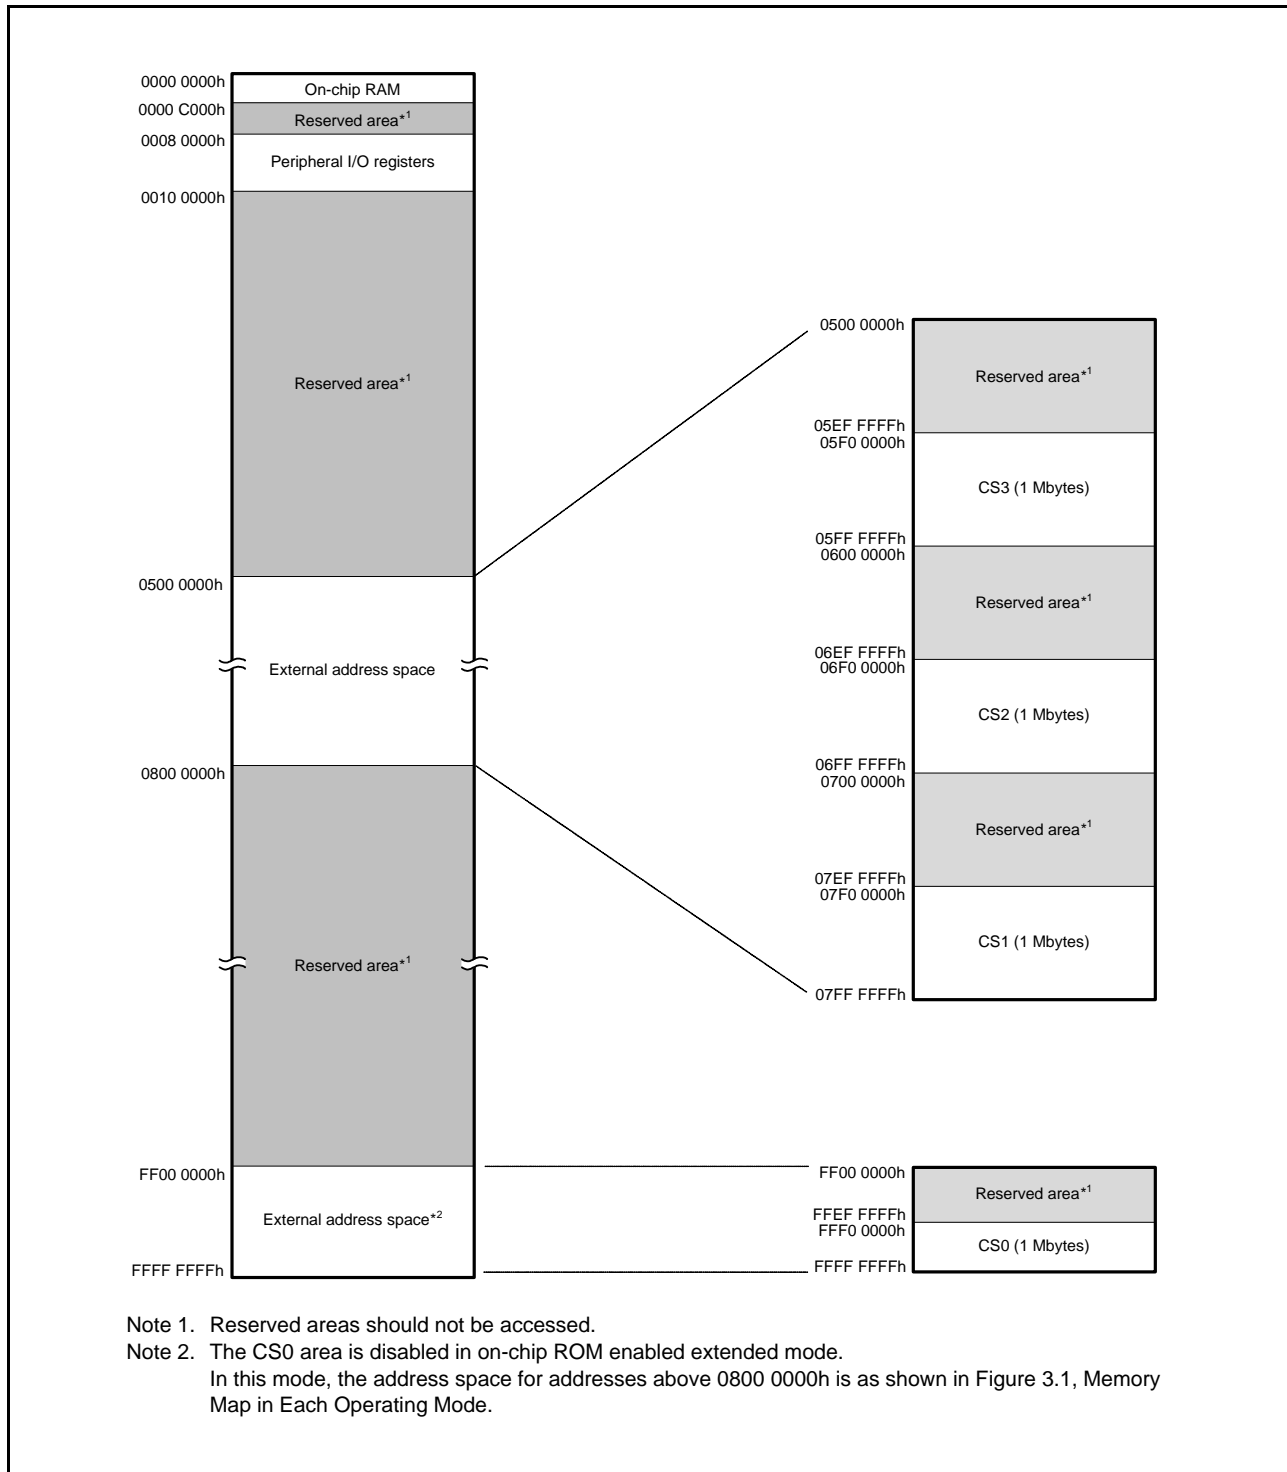 0000 0000h
On-chip RAM
0000 C000h
Reserved area*1
0008 0000h
Peripheral I/O registers
0010 0000h
Reserved area*1
0500 0000h
External address space
0800 0000h
Reserved area*1
FF00 0000h
External address space*2
FFFF FFFFh
0500 0000h
Reserved area*1
05EF FFFFh
05F0 0000h
CS3 (1 Mbytes)
05FF FFFFh
0600 0000h
Reserved area*1
06EF FFFFh
06F0 0000h
CS2 (1 Mbytes)
06FF FFFFh
0700 0000h
Reserved area*1
07EF FFFFh
07F0 0000h
CS1 (1 Mbytes)
07FF FFFFh
FF00 0000h
Reserved area*1
FFEF FFFFh
FFF0 0000h
CS0 (1 Mbytes)
FFFF FFFFh
Note 1. Reserved areas should not be accessed.
Note 2. The CS0 area is disabled in on-chip ROM enabled extended mode.
In this mode, the address space for addresses above 0800 0000h is as shown in Figure 3.1, Memory
Map in Each Operating Mode.